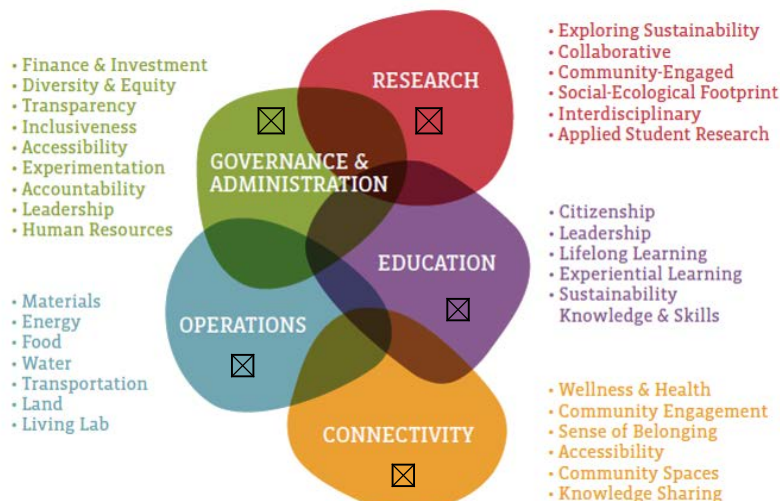 • Finance & Investment
• Diversity & Equity
• Transparency
• Inclusiveness
• Accessibility
• Experimentation
• Accountability
• Leadership
• Human Resources
RESEARCH
• Exploring Sustainability
• Collaborative
• Community-Engaged
• Social-Ecological Footprint
• Interdisciplinary
• Applied Student Research
GOVERNANCE &
ADMINISTRATION
EDUCATION
• Citizenship
• Leadership
• Lifelong Learning
• Experiential Learning
• Sustainability
Knowledge & Skills
• Materials
• Energy
• Food
• Water
• Transportation
• Land
• Living Lab
OPERATIONS
CONNECTIVITY
• Wellness & Health
• Community Engagement
• Sense of Belonging
• Accessibility
• Community Spaces
• Knowledge Sharing